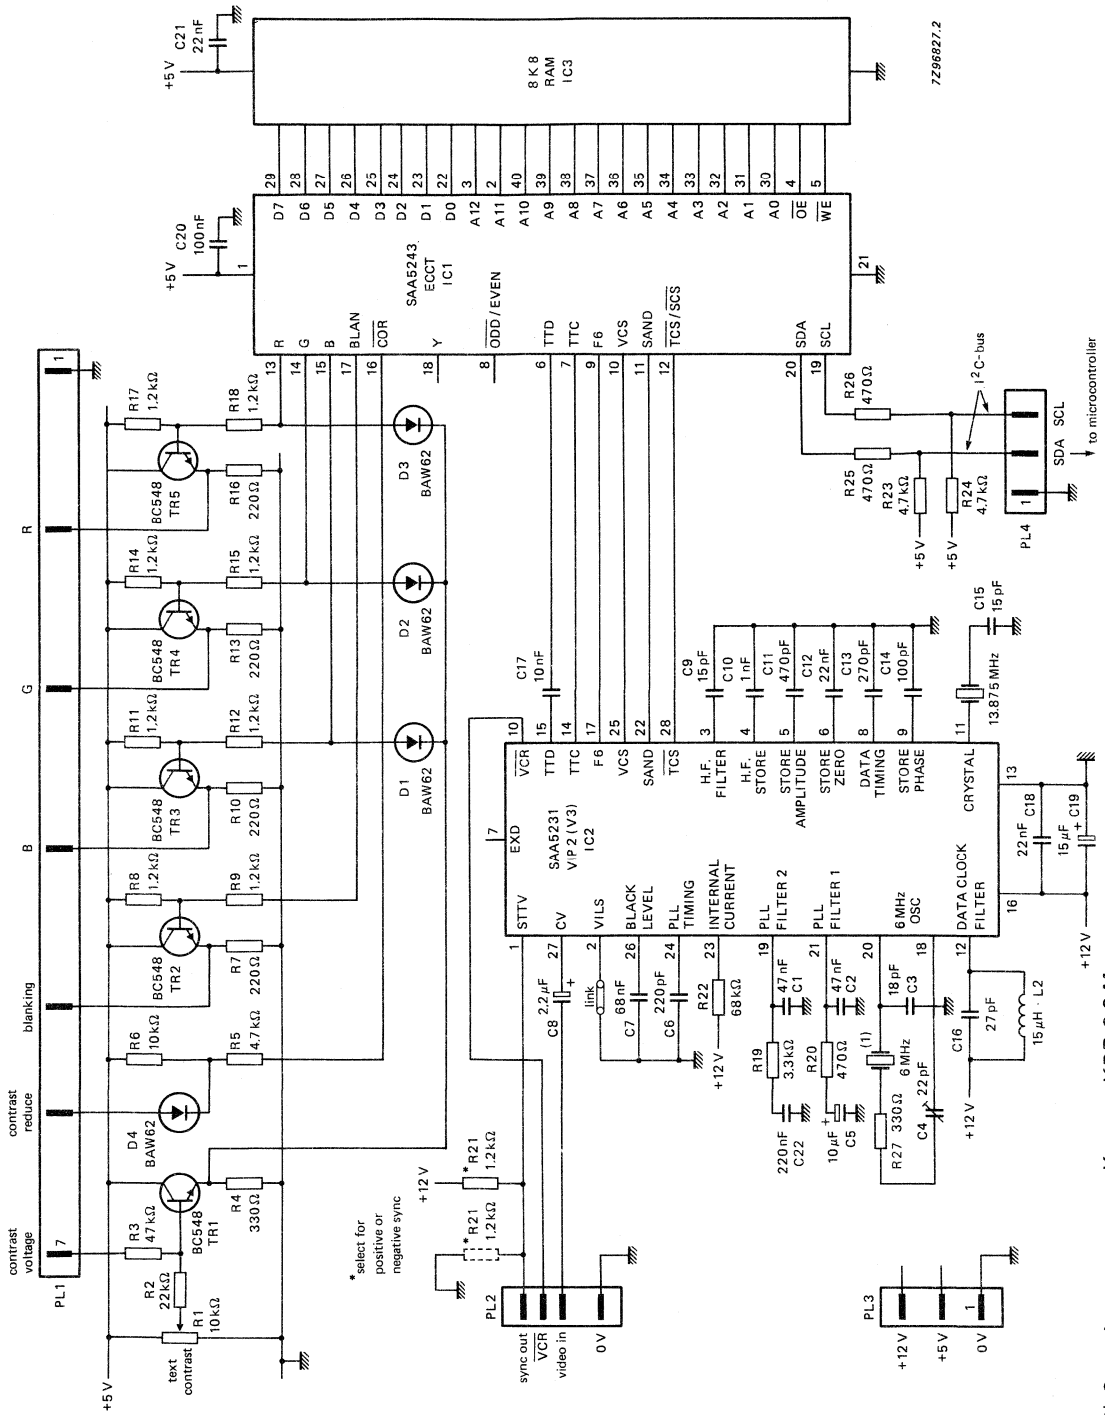 contrast
voltage
contrast
reduce
blanking
B
G
R
PL1
7
1
+5 V
text
contrast
R1
10kΩ
R2
22kΩ
R3
47kΩ
BC548
TR1
R4
330Ω
D4
BAW62
R6
10kΩ
R5
4.7kΩ
BC548
TR2
R7
220Ω
R8
1.2kΩ
R9
1.2kΩ
BC548
TR3
R10
220Ω
R11
1.2kΩ
R12
1.2kΩ
BC548
TR4
R13
220Ω
R14
1.2kΩ
R15
1.2kΩ
BC548
TR5
R16
220Ω
R17
1.2kΩ
R18
1.2kΩ
D1
BAW62
D2
BAW62
D3
BAW62
+5 V
C20
100nF
+5 V
C21
22nF
SAA5243
ECCT
IC1
1
21
13 R
14 G
15 B
17 BLAN
16 COR
18 Y
8 ODD/EVEN
6 TTD
7 TTC
9 F6
10 VCS
11 SAND
12 TCS/SCS
20 SDA
19 SCL
D7 29
D6 28
D5 27
D4 26
D3 25
D2 24
D1 23
D0 22
A12 3
A11 2
A10 40
A9 39
A8 38
A7 37
A6 36
A5 35
A4 34
A3 33
A2 32
A1 31
A0 30
OE 4
WE 5
8K8
RAM
IC3
7Z96827.2
*select for
positive or
negative sync
+12 V
*R21
1.2kΩ
*R21
1.2kΩ
PL2
sync out
VCR
video in
0V
C8
2.2µF
+
link
C7
68nF
C6
220pF
R22
68kΩ
+12 V
SAA5231
VIP2 (V3)
IC2
7
EXD
1 STTV
27 CV
2 VILS
26 BLACK
LEVEL
24 PLL
TIMING
23 INTERNAL
CURRENT
19 PLL
FILTER 2
21 PLL
FILTER 1
20 6MHz
OSC
18
12 DATA CLOCK
FILTER
VCR 10
TTD 15
TTC 14
F6 17
VCS 25
SAND 22
TCS 28
H.F.
FILTER 3
H.F.
STORE 4
STORE
AMPLITUDE 5
STORE
ZERO 6
DATA
TIMING 8
STORE
PHASE 9
CRYSTAL 11
16
13
C17
10nF
C9
15pF
C10
1nF
C11
470pF
C12
22nF
C13
270pF
C14
100pF
13.875MHz
C15
15pF
220nF
C22
R19
3.3kΩ
47nF
C1
10µF
+
C5
R20
470Ω
47nF
C2
18pF
C3
(1)
6MHz
R27 330Ω
C4
22pF
+12 V
C16
27pF
15µH · L2
22nF
C18
15µF
+
C19
+12 V
PL3
+12 V
+5 V
0V
1
R25
470Ω
R26
470Ω
R23
4.7kΩ
R24
4.7kΩ
+5 V
+5 V
I²C-bus
PL4
1
SDA
SCL
to microcontroller